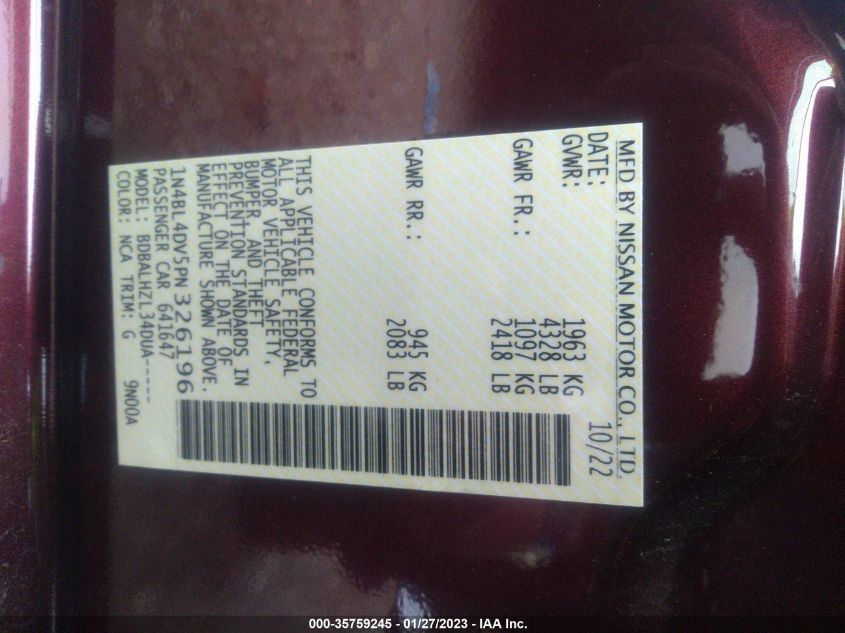 MFD BY NISSAN MOTOR CO., LTD.
DATE: 10/22
GVWR: 1963 KG
4328 LB
GAWR FR.: 1097 KG
2418 LB
GAWR RR.: 945 KG
2083 LB
THIS VEHICLE CONFORMS TO
ALL APPLICABLE FEDERAL
MOTOR VEHICLE SAFETY,
BUMPER, AND THEFT
PREVENTION STANDARDS IN
EFFECT ON THE DATE OF
MANUFACTURE SHOWN ABOVE.
1N4BL4DV5PN326196
PASSENGER CAR 641647
MODEL: BDBALHZL34DUA-----
COLOR: NCA TRIM: G 9N00A
000-35759245 - 01/27/2023 - IAA Inc.